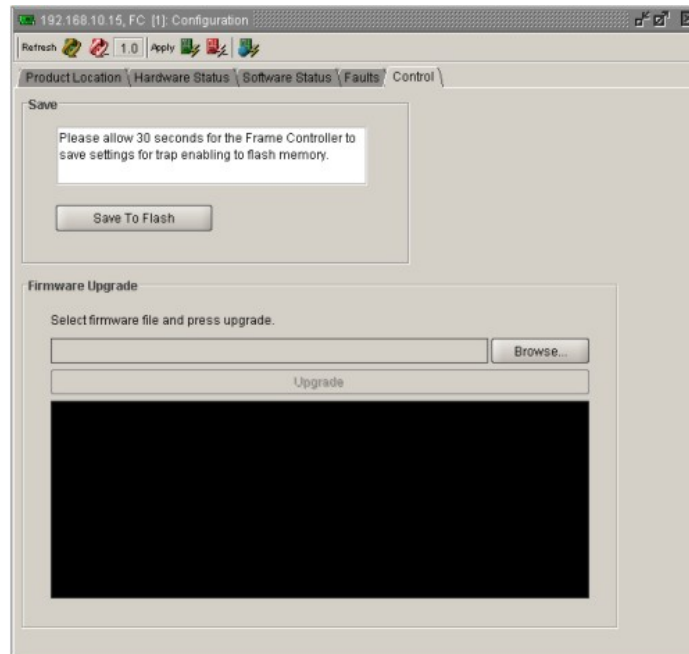 192.168.10.15, FC [1]: Configuration
Refresh 1.0 Apply
Product Location Hardware Status Software Status Faults Control
Save
Please allow 30 seconds for the Frame Controller to
save settings for trap enabling to flash memory.
Save To Flash
Firmware Upgrade
Select firmware file and press upgrade.
Browse...
Upgrade